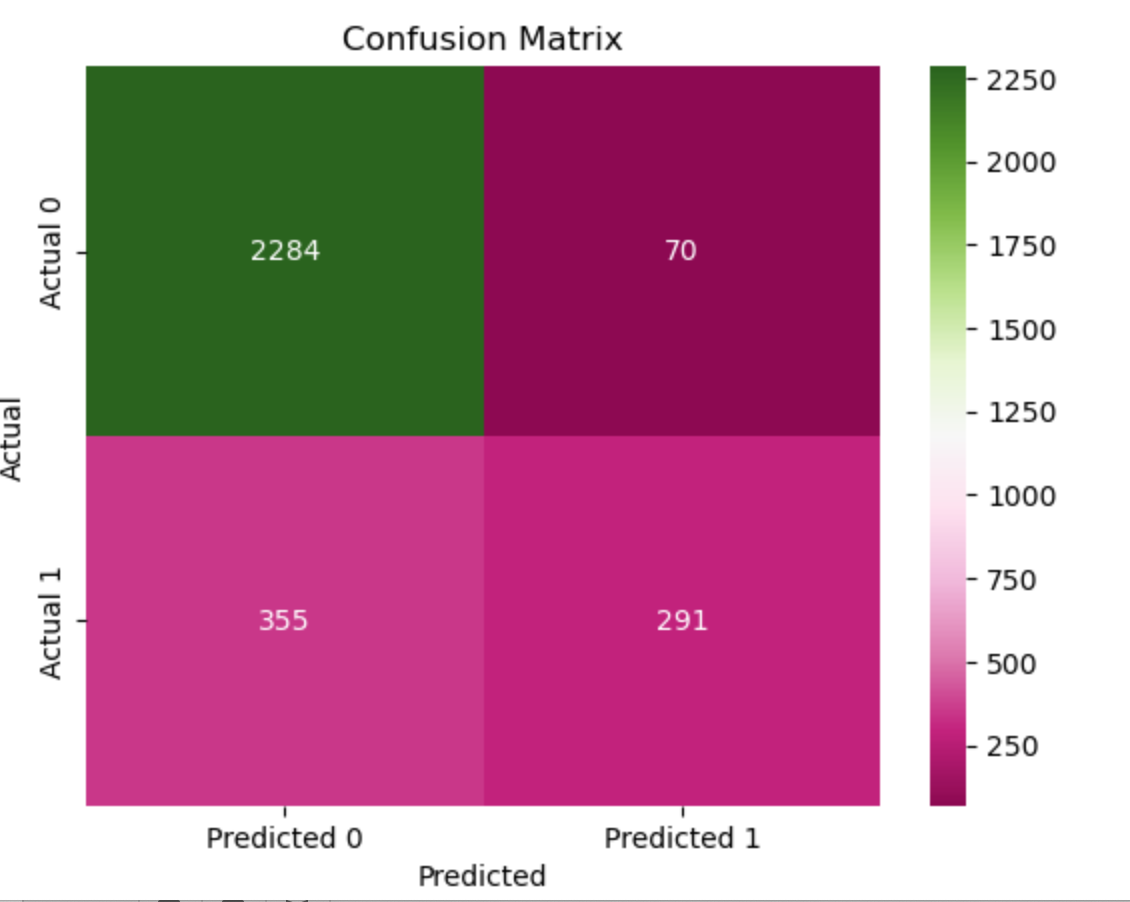 Confusion Matrix
Actual
Actual 0
2284
70
Actual 1
355
291
Predicted 0
Predicted 1
Predicted
2250
2000
1750
1500
1250
1000
750
500
250